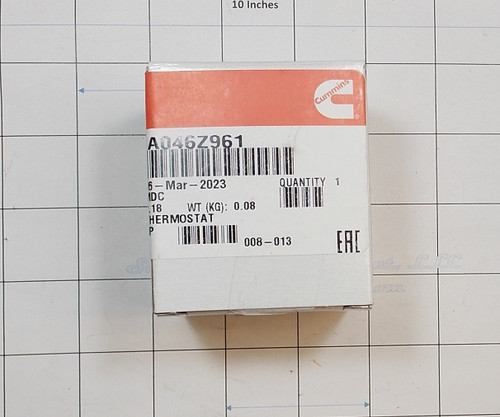 10 Inches
Cummins
A046Z961
6-Mar-2023
QUANTITY 1
MDC
.18 WT (KG): 0.08
HERMOSTAT
P
008-013
EAC